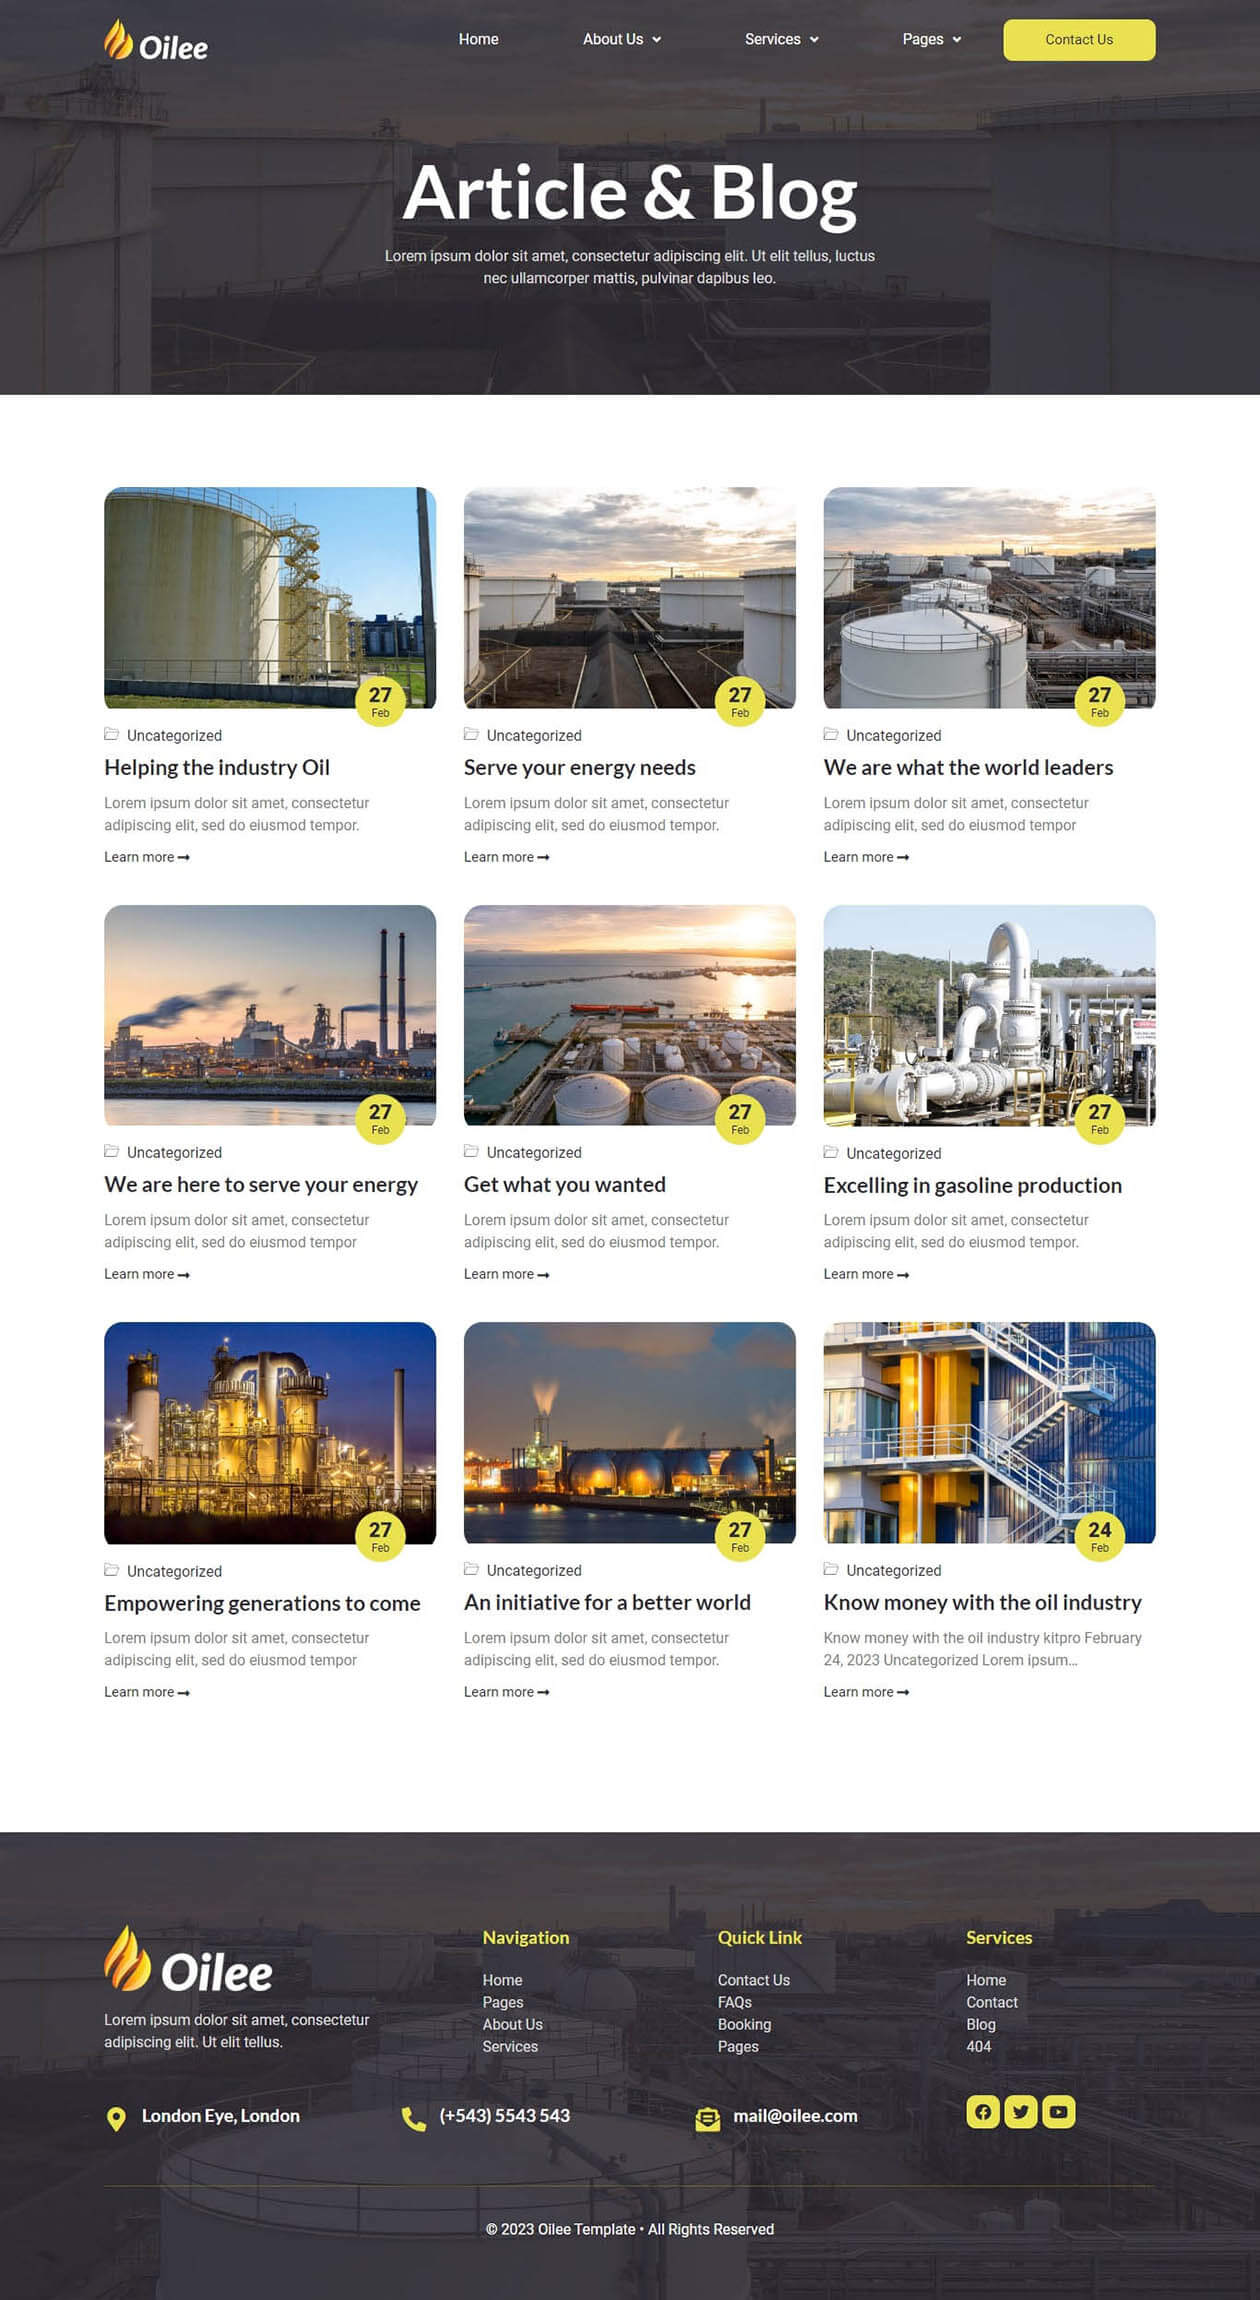 Oilee
Home
About Us
Services
Pages
Contact Us
Article & Blog
Lorem ipsum dolor sit amet, consectetur adipiscing elit. Ut elit tellus, luctus
nec ullamcorper mattis, pulvinar dapibus leo.
27
Feb
Uncategorized
Helping the industry Oil
Lorem ipsum dolor sit amet, consectetur
adipiscing elit, sed do eiusmod tempor.
Learn more
27
Feb
Uncategorized
Serve your energy needs
Lorem ipsum dolor sit amet, consectetur
adipiscing elit, sed do eiusmod tempor.
Learn more
27
Feb
Uncategorized
We are what the world leaders
Lorem ipsum dolor sit amet, consectetur
adipiscing elit, sed do eiusmod tempor
Learn more
27
Feb
Uncategorized
We are here to serve your energy
Lorem ipsum dolor sit amet, consectetur
adipiscing elit, sed do eiusmod tempor
Learn more
27
Feb
Uncategorized
Get what you wanted
Lorem ipsum dolor sit amet, consectetur
adipiscing elit, sed do eiusmod tempor.
Learn more
27
Feb
Uncategorized
Excelling in gasoline production
Lorem ipsum dolor sit amet, consectetur
adipiscing elit, sed do eiusmod tempor.
Learn more
27
Feb
Uncategorized
Empowering generations to come
Lorem ipsum dolor sit amet, consectetur
adipiscing elit, sed do eiusmod tempor
Learn more
27
Feb
Uncategorized
An initiative for a better world
Lorem ipsum dolor sit amet, consectetur
adipiscing elit, sed do eiusmod tempor.
Learn more
24
Feb
Uncategorized
Know money with the oil industry
Know money with the oil industry kitpro February
24, 2023 Uncategorized Lorem ipsum...
Learn more
Oilee
Lorem ipsum dolor sit amet, consectetur
adipiscing elit. Ut elit tellus.
Navigation
Home
Pages
About Us
Services
Quick Link
Contact Us
FAQs
Booking
Pages
Services
Home
Contact
Blog
404
London Eye, London
(+543) 5543 543
mail@oilee.com
© 2023 Oilee Template • All Rights Reserved